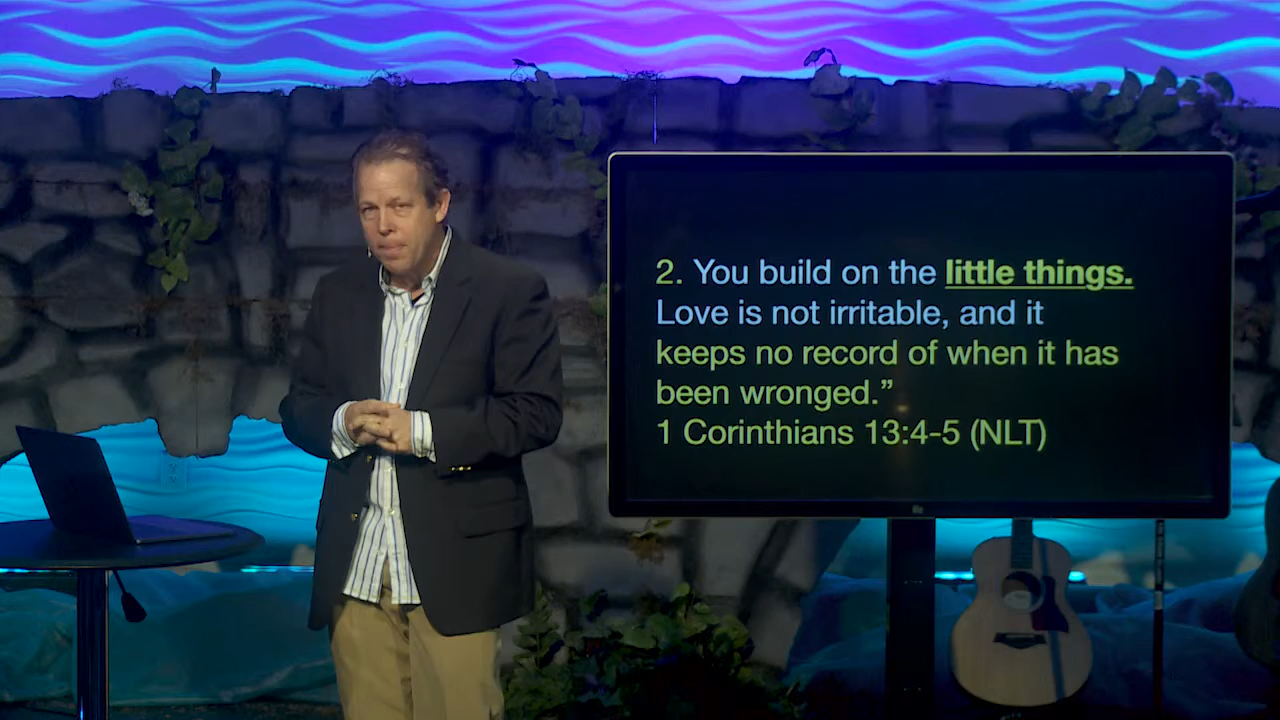 2. You build on the little things.
Love is not irritable, and it
keeps no record of when it has
been wronged.”
1 Corinthians 13:4-5 (NLT)